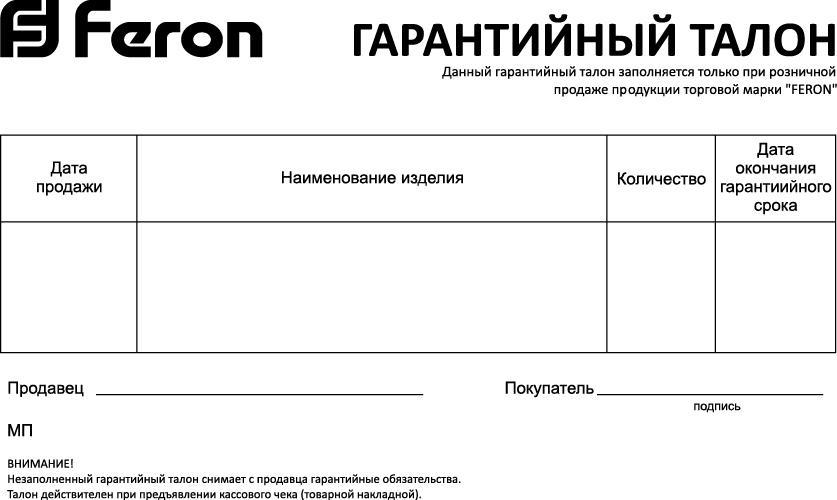 Feron
ГАРАНТИЙНЫЙ ТАЛОН
Данный гарантийный талон заполняется только при розничной
продаже продукции торговой марки "FERON"
Дата
продажи
Наименование изделия
Количество
Дата
окончания
гарантиийного
срока
Продавец
Покупатель
подпись
МП
ВНИМАНИЕ!
Незаполненный гарантийный талон снимает с продавца гарантийные обязательства.
Талон действителен при предъявлении кассового чека (товарной накладной).